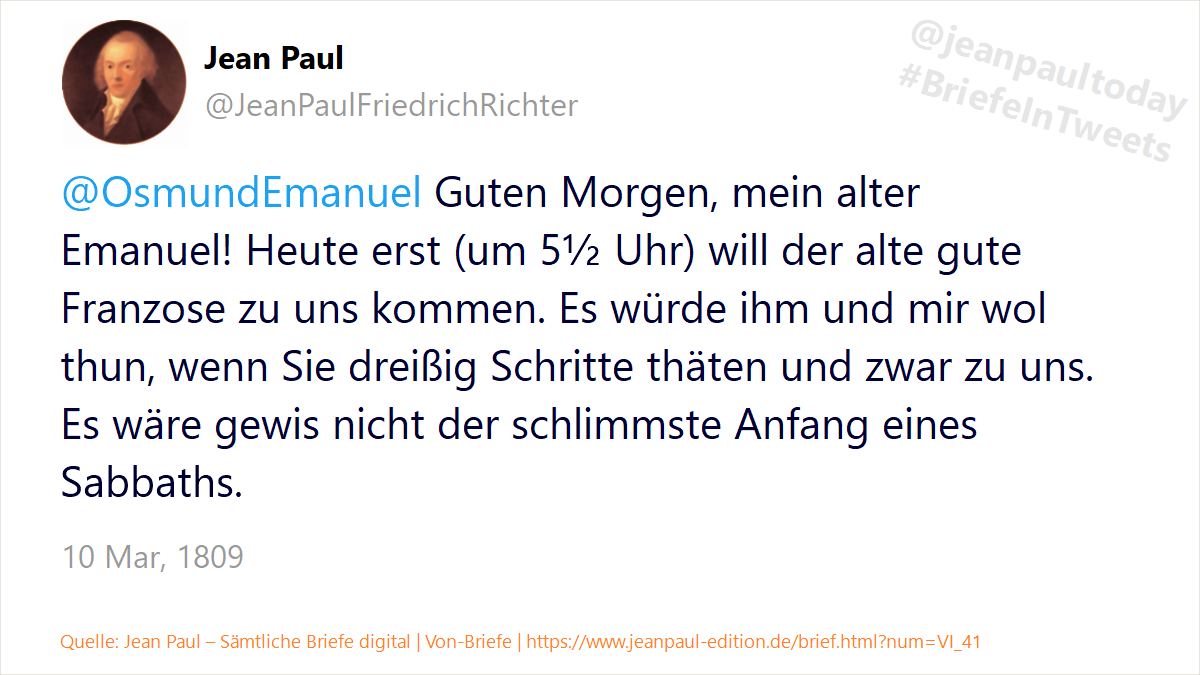 Jean Paul
@JeanPaulFriedrichRichter
@jeanpaultoday
#BriefeInTweets
@OsmundEmanuel Guten Morgen, mein alter
Emanuel! Heute erst (um 5½ Uhr) will der alte gute
Franzose zu uns kommen. Es würde ihm und mir wol
thun, wenn Sie dreißig Schritte thäten und zwar zu uns.
Es wäre gewis nicht der schlimmste Anfang eines
Sabbaths.
10 Mar, 1809
Quelle: Jean Paul – Sämtliche Briefe digital | Von-Briefe | https://www.jeanpaul-edition.de/brief.html?num=VI_41